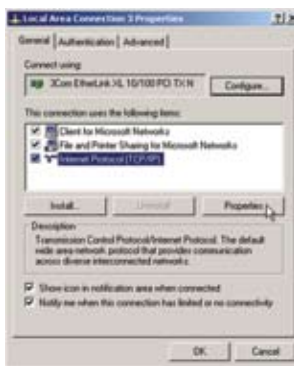 Local Area Connection 3 Properties
General Authentication Advanced
Connect using:
3Com EtherLink XL 10/100 PCI TX N
Configure...
This connection uses the following items:
Client for Microsoft Networks
File and Printer Sharing for Microsoft Networks
Internet Protocol (TCP/IP)
Install...
Uninstall
Properties
Description
Transmission Control Protocol/Internet Protocol. The default
wide area network protocol that provides communication
across diverse interconnected networks.
Show icon in notification area when connected
Notify me when this connection has limited or no connectivity
OK
Cancel